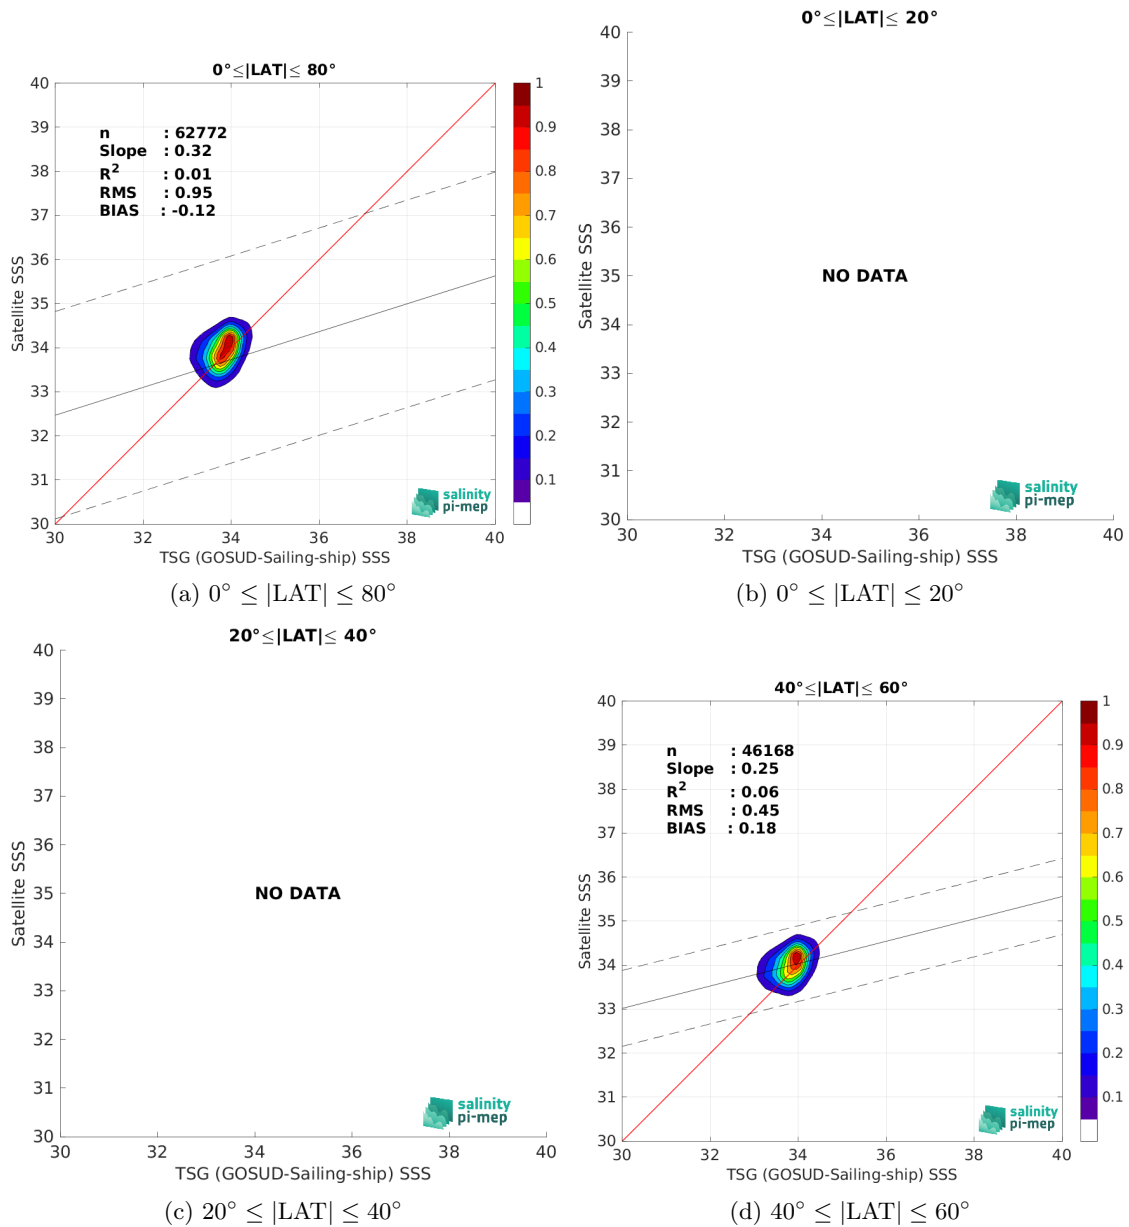 0°≤|LAT|≤ 80°
40
39
38
37
36
35
34
33
32
31
30
Satellite SSS
n : 62772
Slope : 0.32
R² : 0.01
RMS : 0.95
BIAS : -0.12
1
0.9
0.8
0.7
0.6
0.5
0.4
0.3
0.2
0.1
salinity
pi-mep
30 32 34 36 38 40
TSG (GOSUD-Sailing-ship) SSS
(a) 0° ≤ |LAT| ≤ 80°
0°≤|LAT|≤ 20°
40
39
38
37
36
35
34
33
32
31
30
Satellite SSS
NO DATA
salinity
pi-mep
30 32 34 36 38 40
TSG (GOSUD-Sailing-ship) SSS
(b) 0° ≤ |LAT| ≤ 20°
20°≤|LAT|≤ 40°
40
39
38
37
36
35
34
33
32
31
30
Satellite SSS
NO DATA
salinity
pi-mep
30 32 34 36 38 40
TSG (GOSUD-Sailing-ship) SSS
(c) 20° ≤ |LAT| ≤ 40°
40°≤|LAT|≤ 60°
40
39
38
37
36
35
34
33
32
31
30
Satellite SSS
n : 46168
Slope : 0.25
R² : 0.06
RMS : 0.45
BIAS : 0.18
1
0.9
0.8
0.7
0.6
0.5
0.4
0.3
0.2
0.1
salinity
pi-mep
30 32 34 36 38 40
TSG (GOSUD-Sailing-ship) SSS
(d) 40° ≤ |LAT| ≤ 60°